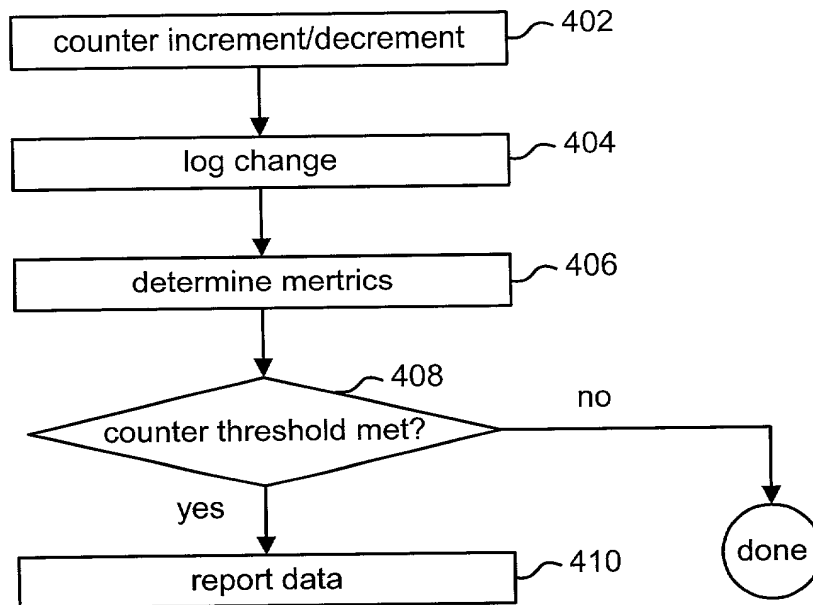 counter increment/decrement
402
log change
404
determine mertrics
406
408
counter threshold met?
no
yes
done
report data
410